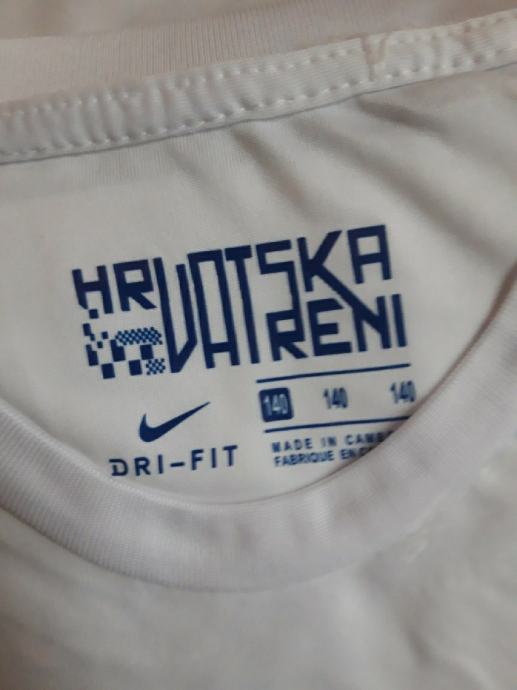 HRVATSKA
VATRENI
DRI-FIT
140 140 140
MADE IN
FABRIQUE EN